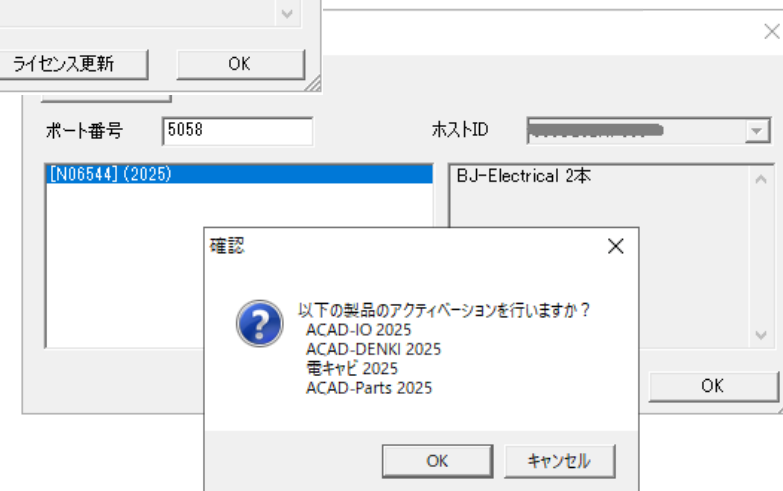 ライセンス更新
OK
ポート番号
5058
ホストID
[N06544] (2025)
BJ-Electrical 2本
確認
以下の製品のアクティベーションを行いますか?
ACAD-IO 2025
ACAD-DENKI 2025
電キャビ 2025
ACAD-Parts 2025
OK
OK
キャンセル